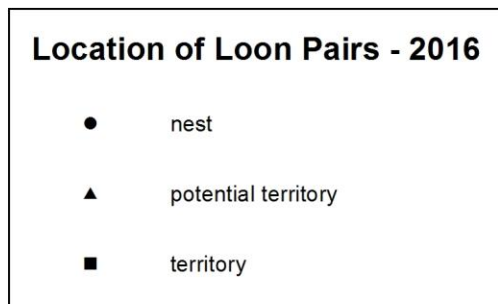 Location of Loon Pairs - 2016
nest
potential territory
territory